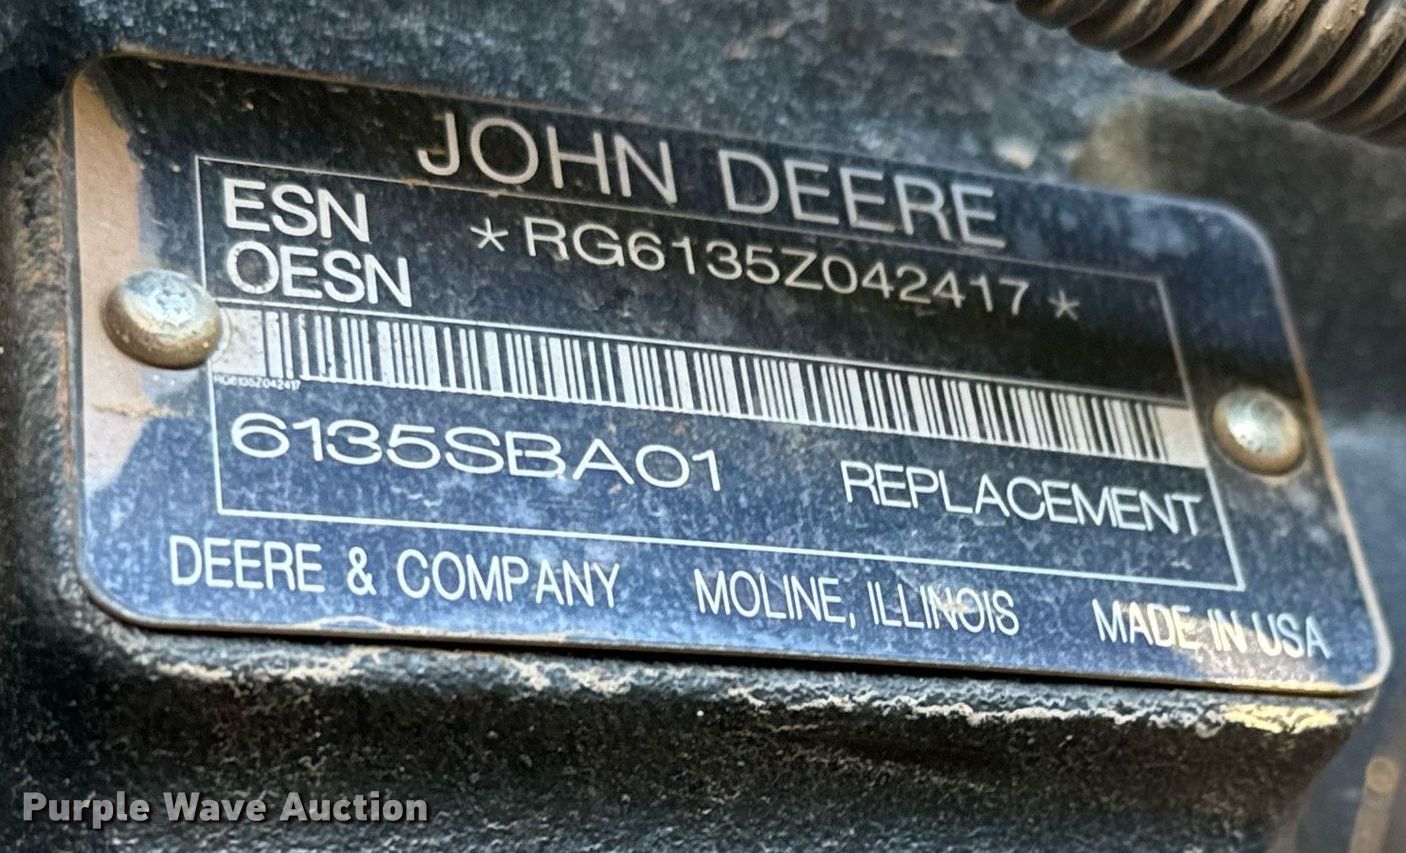 JOHN DEERE
ESN *RG6135Z042417*
OESN
RG6135Z042417
6135SBA01 REPLACEMENT
DEERE & COMPANY MOLINE, ILLINOIS MADE IN USA
Purple Wave Auction